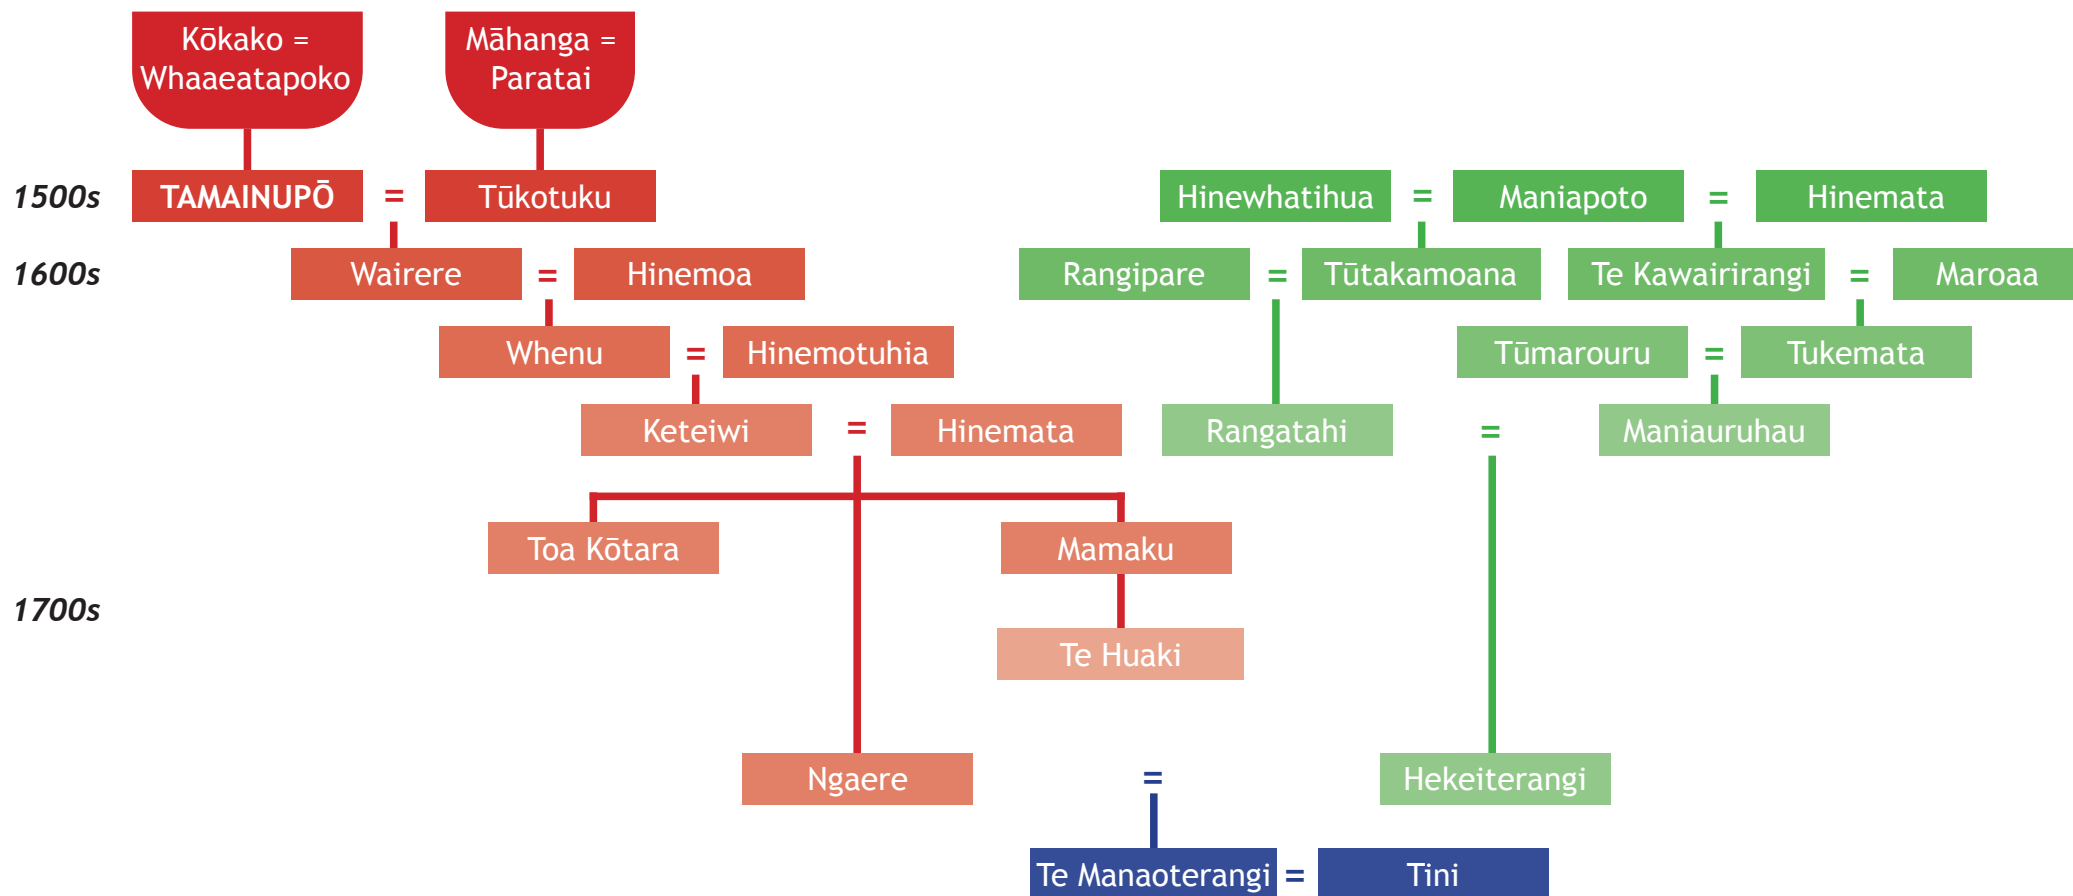 Kōkako =
Whaaeatapoko
Māhanga =
Paratai
1500s TAMAINUPŌ = Tūkotuku Hinewhatihua = Maniapoto = Hinemata
1600s Wairere = Hinemoa Rangipare = Tūtakamoana Te Kawairirangi = Maroaa
Whenu = Hinemotuhia Tūmarouru = Tukemata
Keteiwi = Hinemata Rangatahi = Maniauruhau
Toa Kōtara Mamaku
1700s
Te Huaki
Ngaere = Hekeiterangi
Te Manaoterangi = Tini